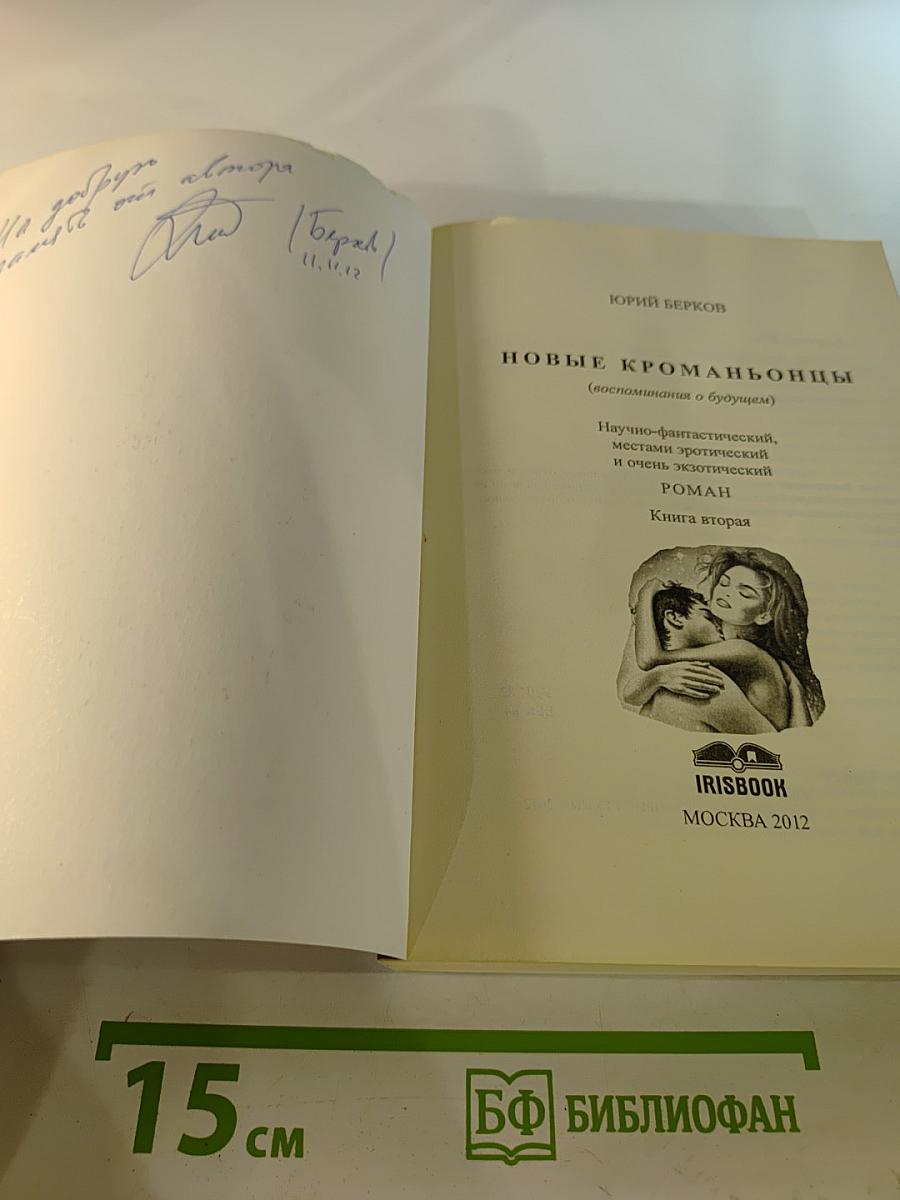 На добрую
память от автора
(Берков)
11.11.12
ЮРИЙ БЕРКОВ
НОВЫЕ КРОМАНЬОНЦЫ
(воспоминания о будущем)
Научно-фантастический,
местами эротический
и очень экзотический
РОМАН
Книга вторая
IRISBOOK
МОСКВА 2012
15 см
БФ БИБЛИОФАН